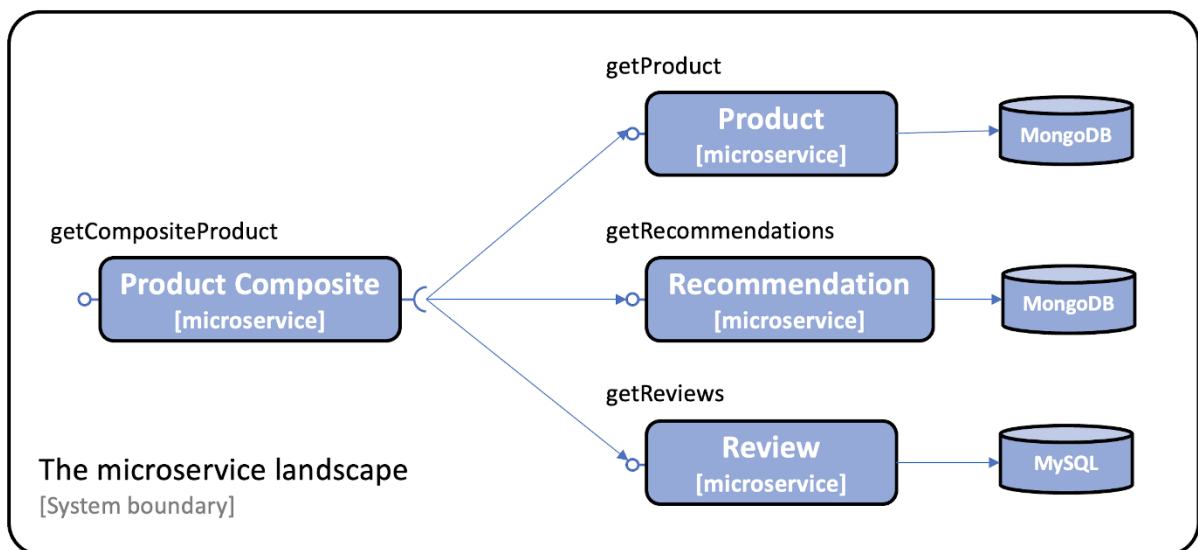 getProduct
Product
[microservice]
MongoDB
getCompositeProduct
Product Composite
[microservice]
getRecommendations
Recommendation
[microservice]
MongoDB
getReviews
Review
[microservice]
MySQL
The microservice landscape
[System boundary]